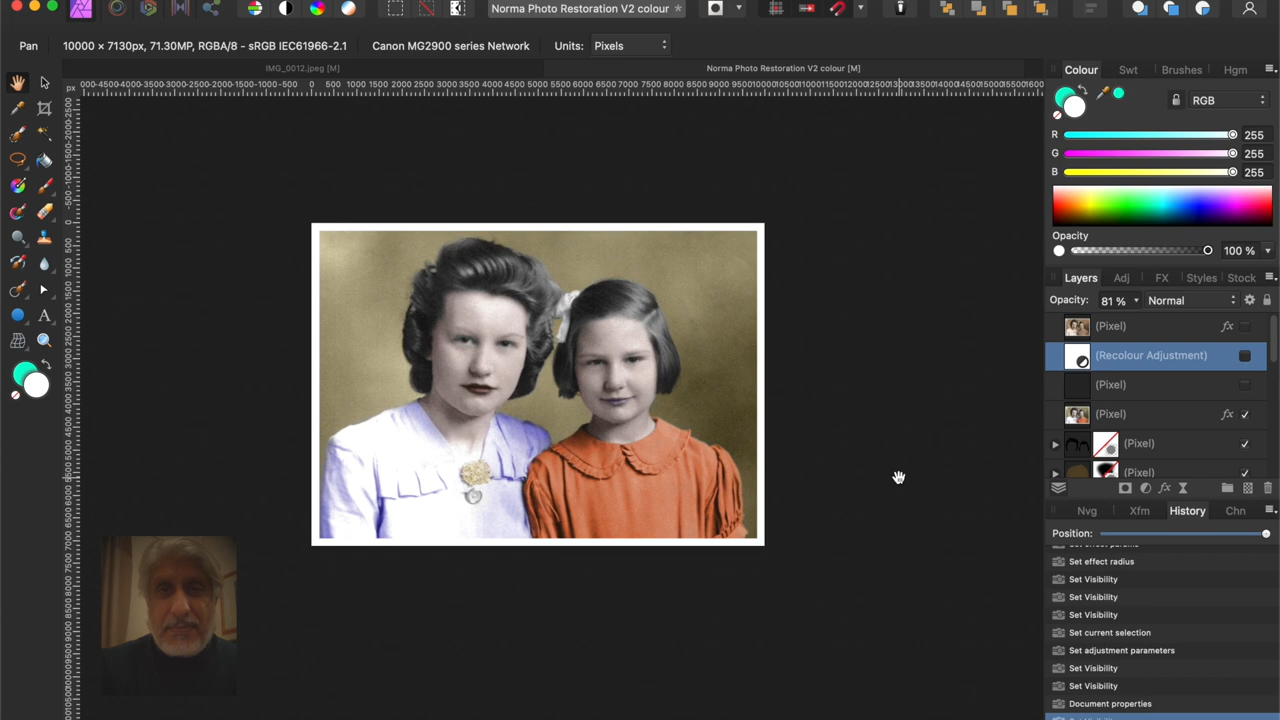 Norma Photo Restoration V2 colour *
Pan 10000 × 7130px, 71.30MP, RGBA/8 - sRGB IEC61966-2.1 Canon MG2900 series Network Units: Pixels
IMG_0012.jpeg [M] Norma Photo Restoration V2 colour [M]
px
Colour Swt Brushes Hgm
RGB
R 255
G 255
B 255
Opacity
100 %
Layers Adj FX Styles Stock
Opacity: 81 % Normal
(Pixel) fx
(Recolour Adjustment)
(Pixel)
(Pixel) fx
(Pixel)
(Pixel)
Nvg Xfm History Chn
Position:
Set effect radius
Set Visibility
Set Visibility
Set Visibility
Set current selection
Set adjustment parameters
Set Visibility
Set Visibility
Document properties